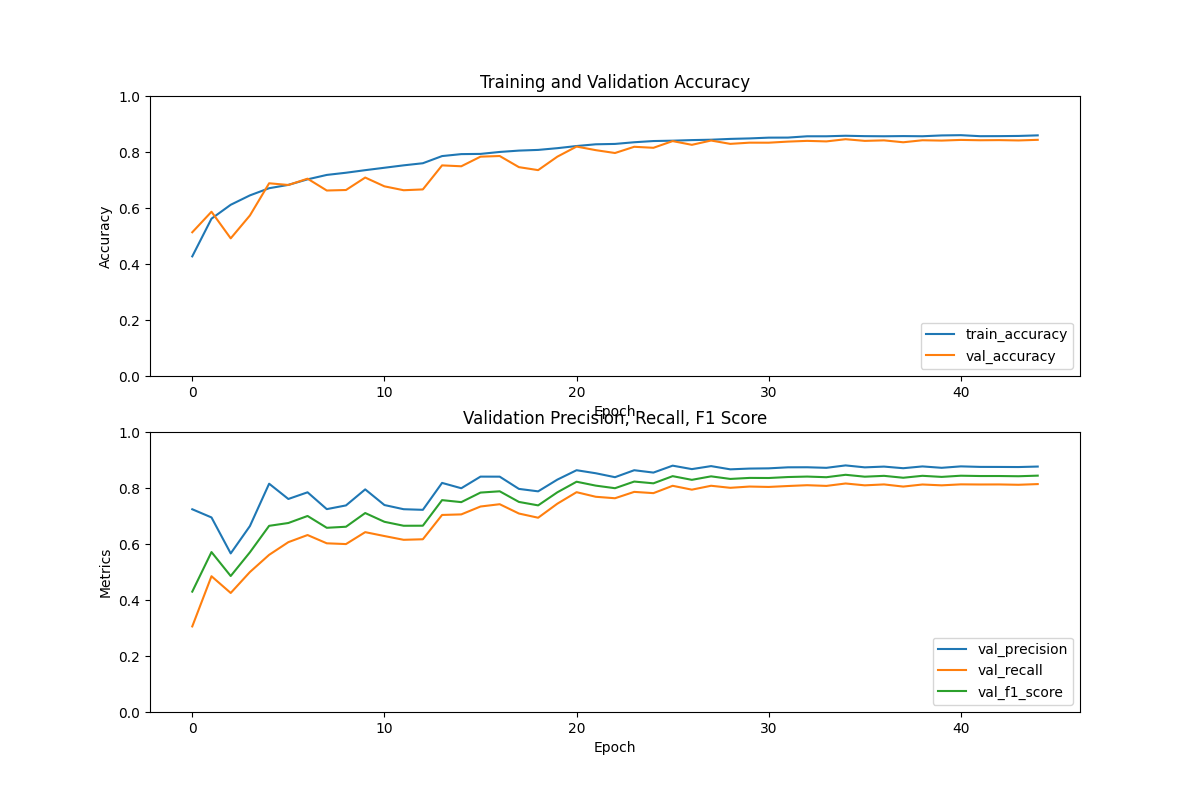 Training and Validation Accuracy
1.0
0.8
0.6
0.4
0.2
0.0
Accuracy
train_accuracy
val_accuracy
0 10 20 30 40
Epoch
Validation Precision, Recall, F1 Score
1.0
0.8
0.6
0.4
0.2
0.0
Metrics
val_precision
val_recall
val_f1_score
0 10 20 30 40
Epoch